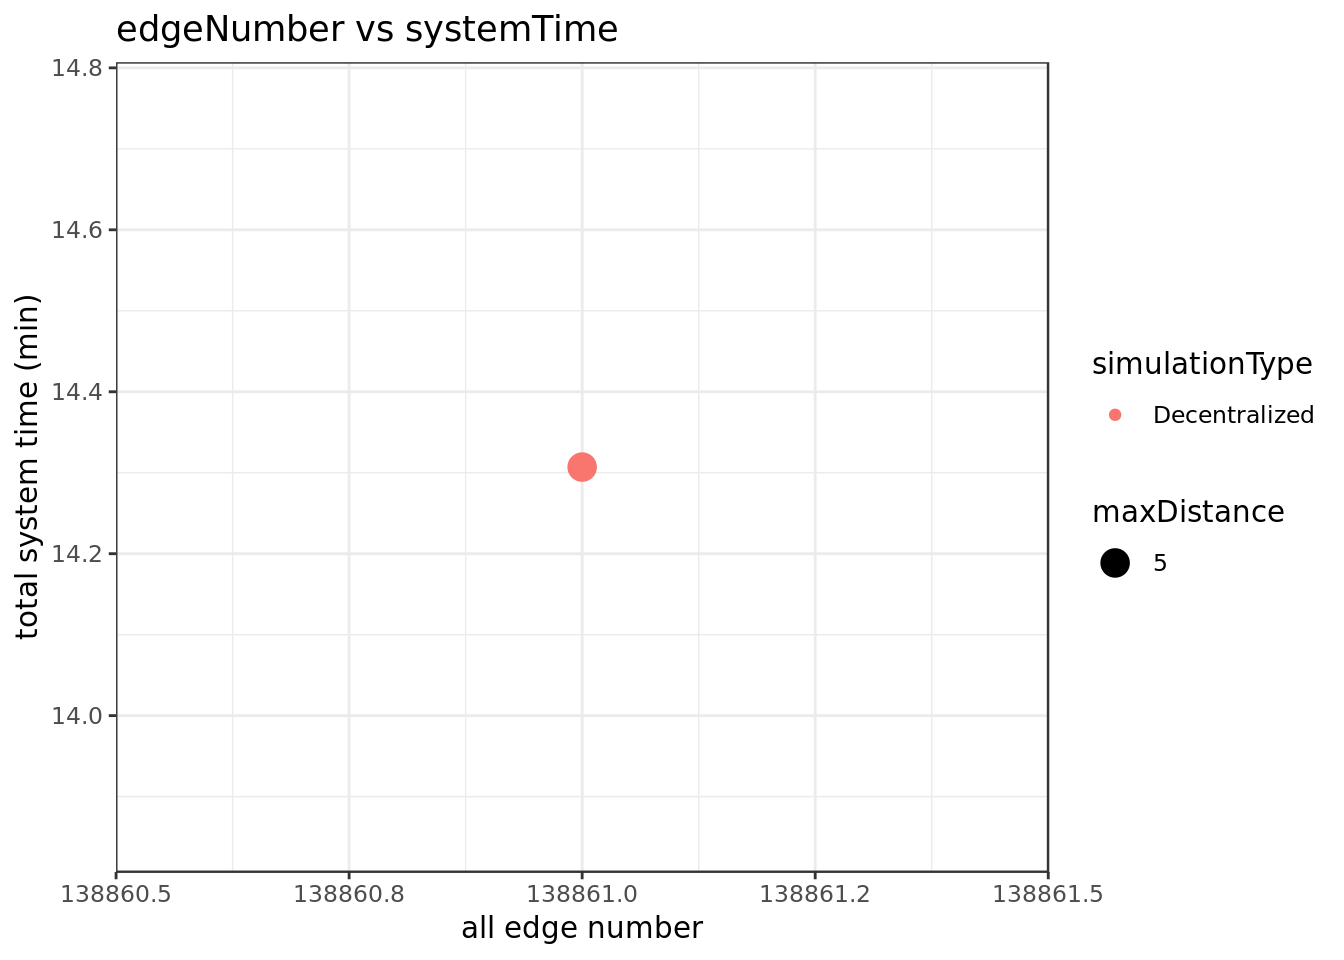 edgeNumber vs systemTime
14.8
14.6
14.4
14.2
14.0
total system time (min)
138860.5
138860.8
138861.0
138861.2
138861.5
all edge number
simulationType
Decentralized
maxDistance
5